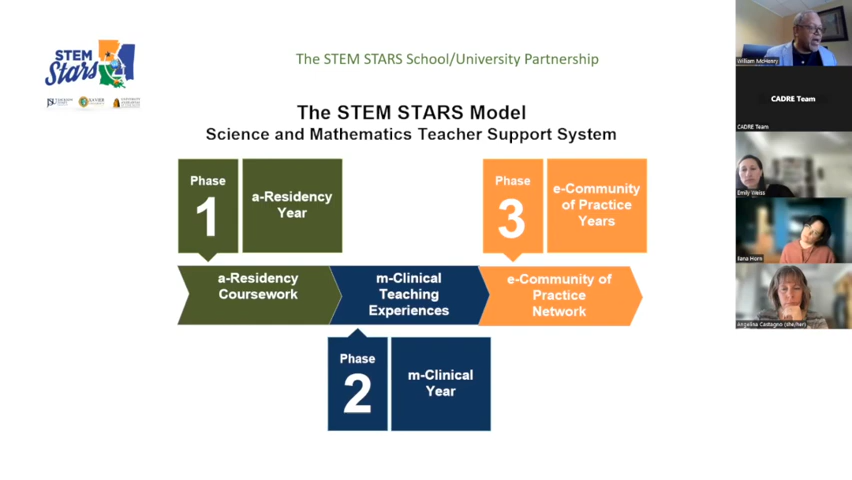 STEM
Stars
The STEM STARS School/University Partnership
The STEM STARS Model
Science and Mathematics Teacher Support System
Phase
1
a-Residency
Year
Phase
3
e-Community
of Practice
Years
a-Residency
Coursework
m-Clinical
Teaching
Experiences
e-Community of
Practice
Network
Phase
2
m-Clinical
Year
William McHenry
CADRE Team
CADRE Team
Emily Weiss
Ilana Horn
Angelina Castagno (she/her)